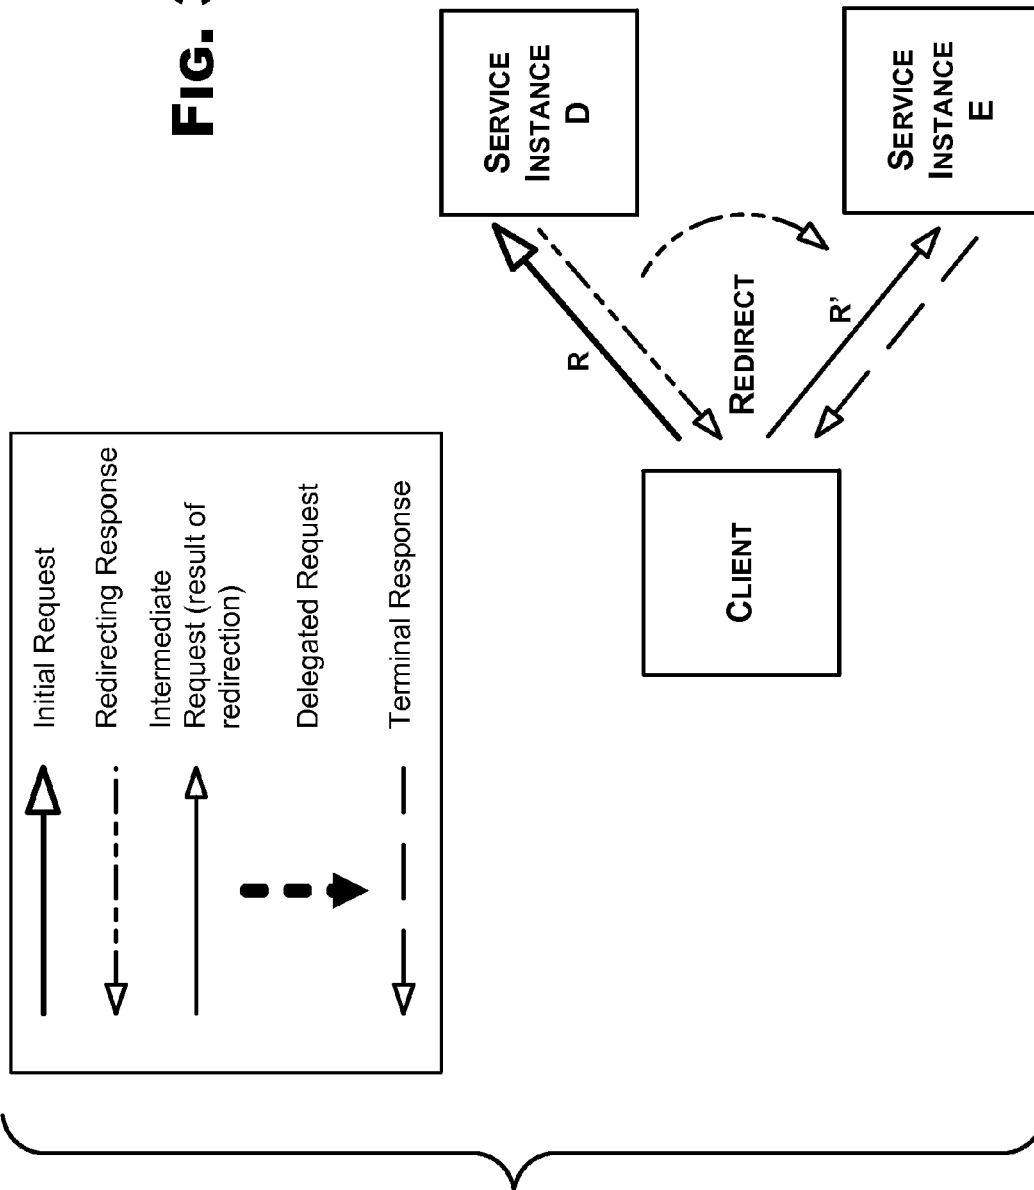 FIG.
Initial Request
Redirecting Response
Intermediate
Request (result of
redirection)
Delegated Request
Terminal Response
CLIENT
R
REDIRECT
R'
SERVICE
INSTANCE
D
SERVICE
INSTANCE
E